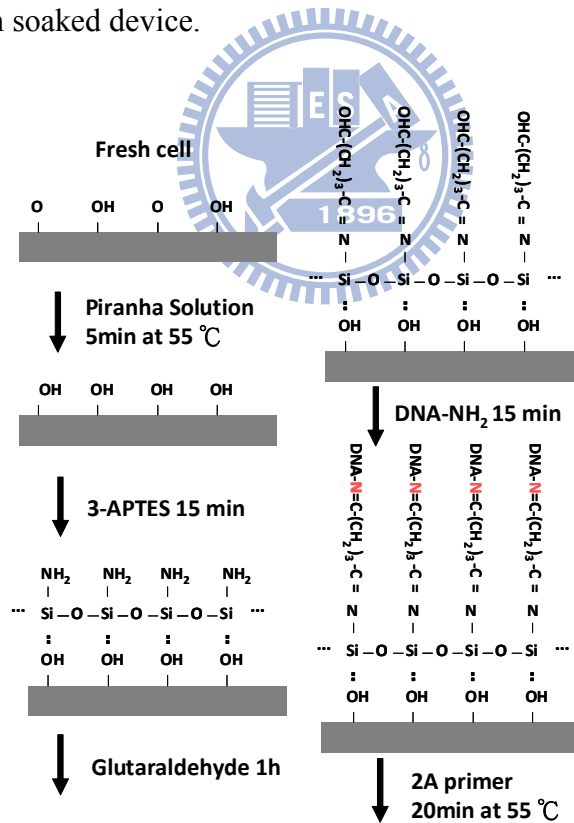 n soaked device.
Fresh cell
O OH O OH
Piranha Solution
5min at 55 ℃
OH OH OH OH
3-APTES 15 min
NH2 NH2 NH2 NH2
... Si – O – Si – O – Si – O – Si ...
OH OH OH OH
Glutaraldehyde 1h
E S A
1896
OHC-(CH2)3-C=N OHC-(CH2)3-C=N OHC-(CH2)3-C=N OHC-(CH2)3-C=N
... Si – O – Si – O – Si – O – Si ...
OH OH OH OH
DNA-NH2 15 min
DNA-N=C-(CH2)3-C=N DNA-N=C-(CH2)3-C=N DNA-N=C-(CH2)3-C=N DNA-N=C-(CH2)3-C=N
... Si – O – Si – O – Si – O – Si ...
OH OH OH OH
2A primer
20min at 55 ℃